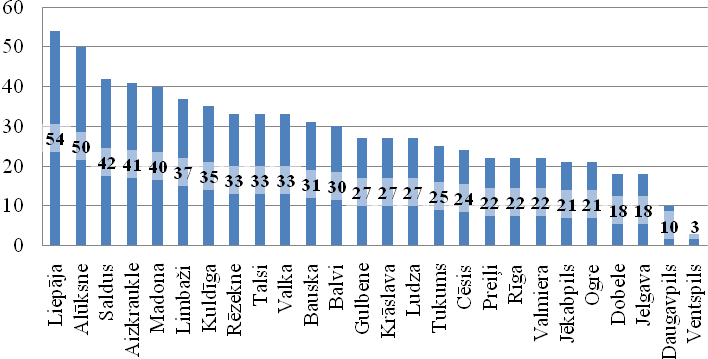 60
50
40
30
20
10
0
54 50 42 41 40 37 35 33 33 33 31 30 27 27 27 25 24 22 22 22 21 21 18 18 10 3
Liepāja
Alūksne
Saldus
Aizkraukle
Madona
Limbaži
Kuldīga
Rēzekne
Talsi
Valka
Bauska
Balvi
Gulbene
Krāslava
Ludza
Tukums
Cēsis
Preiļi
Rīga
Valmiera
Jēkabpils
Ogre
Dobele
Jelgava
Daugavpils
Ventspils